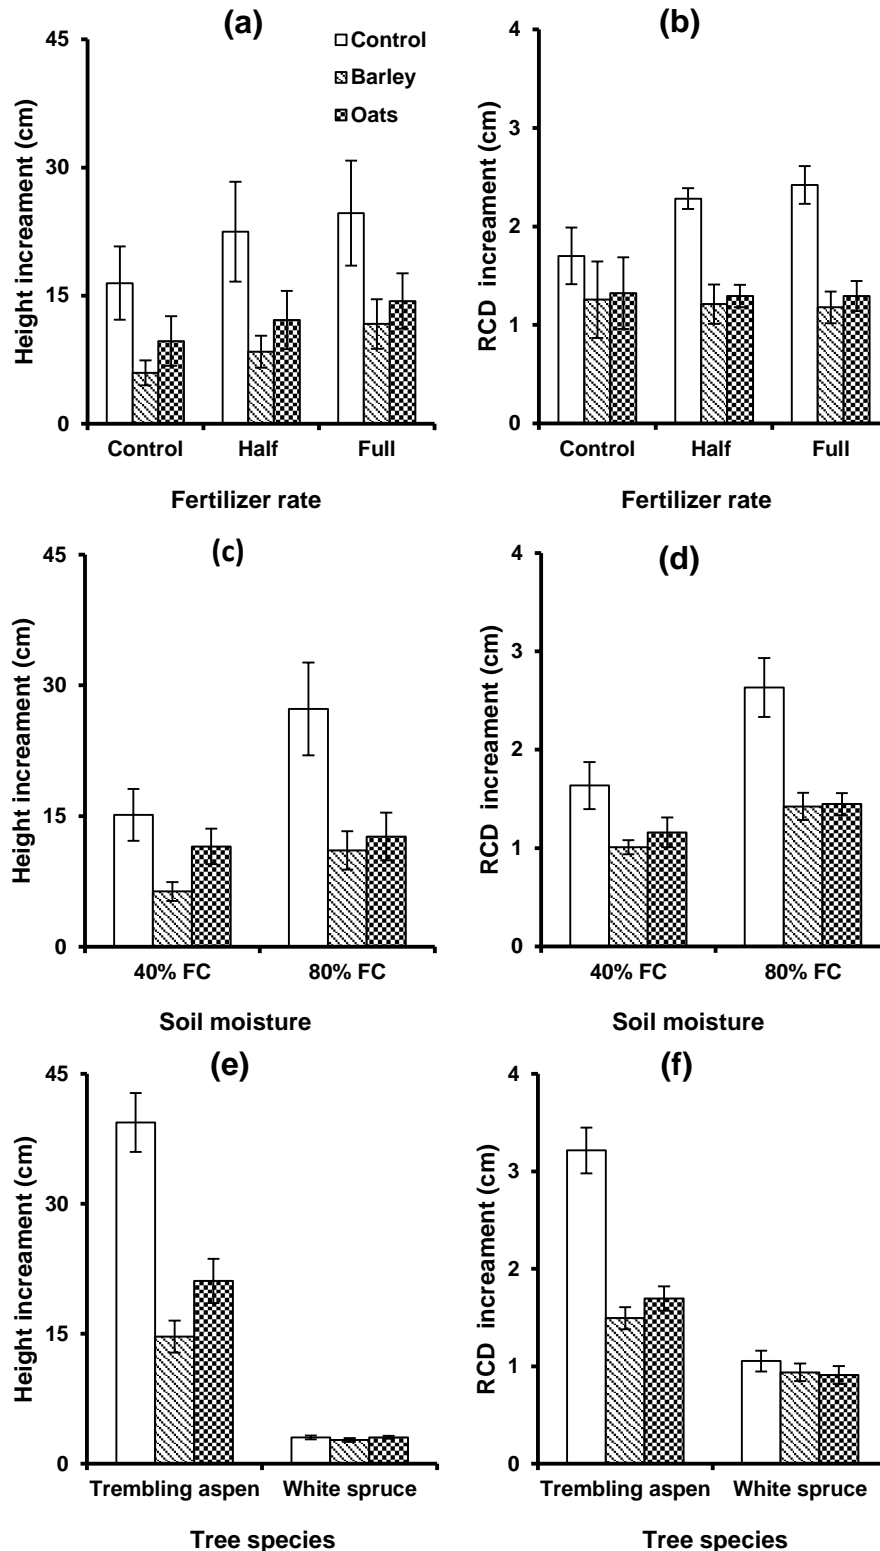 (a)
45
30
15
0
Height increament (cm)
Control
Barley
Oats
Control Half Full
Fertilizer rate
(b)
4
3
2
1
0
RCD increament (cm)
Control Half Full
Fertilizer rate
(c)
45
30
15
0
Height increament (cm)
40% FC 80% FC
Soil moisture
(d)
4
3
2
1
0
RCD increament (cm)
40% FC 80% FC
Soil moisture
(e)
45
30
15
0
Height increament (cm)
Trembling aspen White spruce
Tree species
(f)
4
3
2
1
0
RCD increament (cm)
Trembling aspen White spruce
Tree species